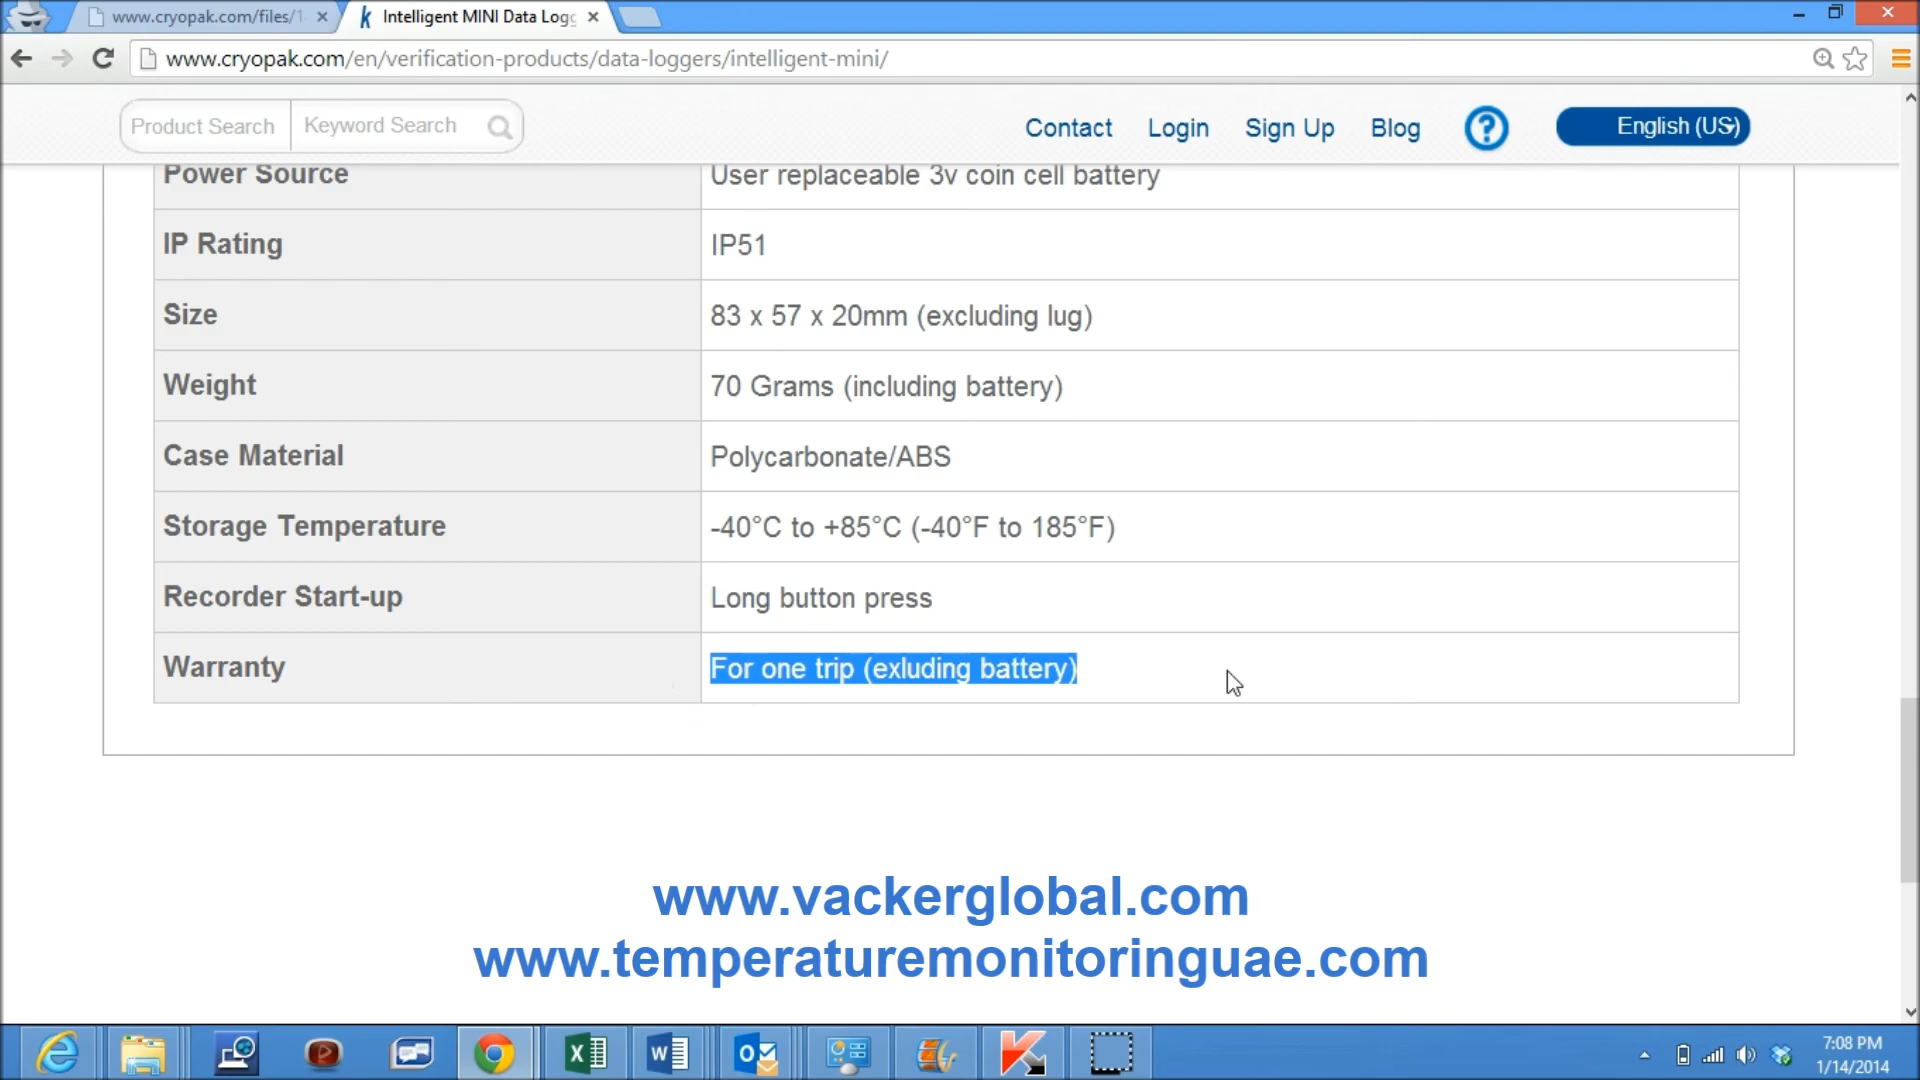 www.cryopak.com/files/1
Intelligent MINI Data Logg
www.cryopak.com/en/verification-products/data-loggers/intelligent-mini/
Product Search
Keyword Search
Contact
Login
Sign Up
Blog
?
English (US)
Power Source
User replaceable 3v coin cell battery
IP Rating
IP51
Size
83 x 57 x 20mm (excluding lug)
Weight
70 Grams (including battery)
Case Material
Polycarbonate/ABS
Storage Temperature
-40°C to +85°C (-40°F to 185°F)
Recorder Start-up
Long button press
Warranty
For one trip (exluding battery)
www.vackerglobal.com
www.temperaturemonitoringuae.com
7:08 PM
1/14/2014